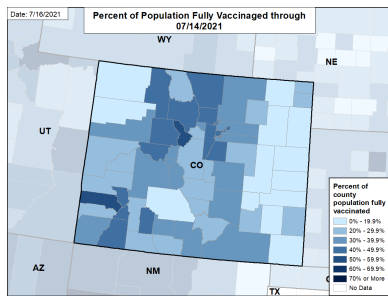 Date: 7/16/2021
Percent of Population Fully Vaccinaged through
07/14/2021
WY
NE
UT
CO
AZ
NM
TX
Percent of
county
population fully
vaccinated
0% - 19.9%
20% - 29.9%
30% - 39.9%
40% - 49.9%
50% - 59.9%
60% - 69.9%
70% or More
No Data